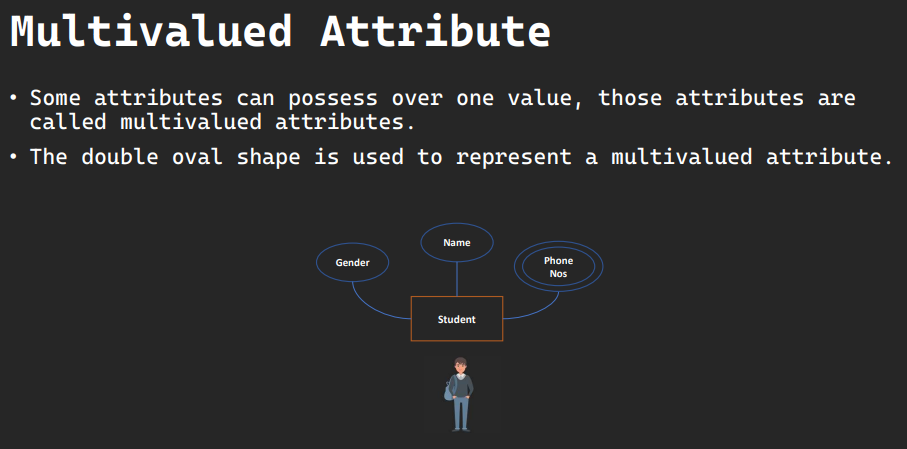 Multivalued Attribute
• Some attributes can possess over one value, those attributes are
called multivalued attributes.
• The double oval shape is used to represent a multivalued attribute.
Name
Gender
Phone
Nos
Student